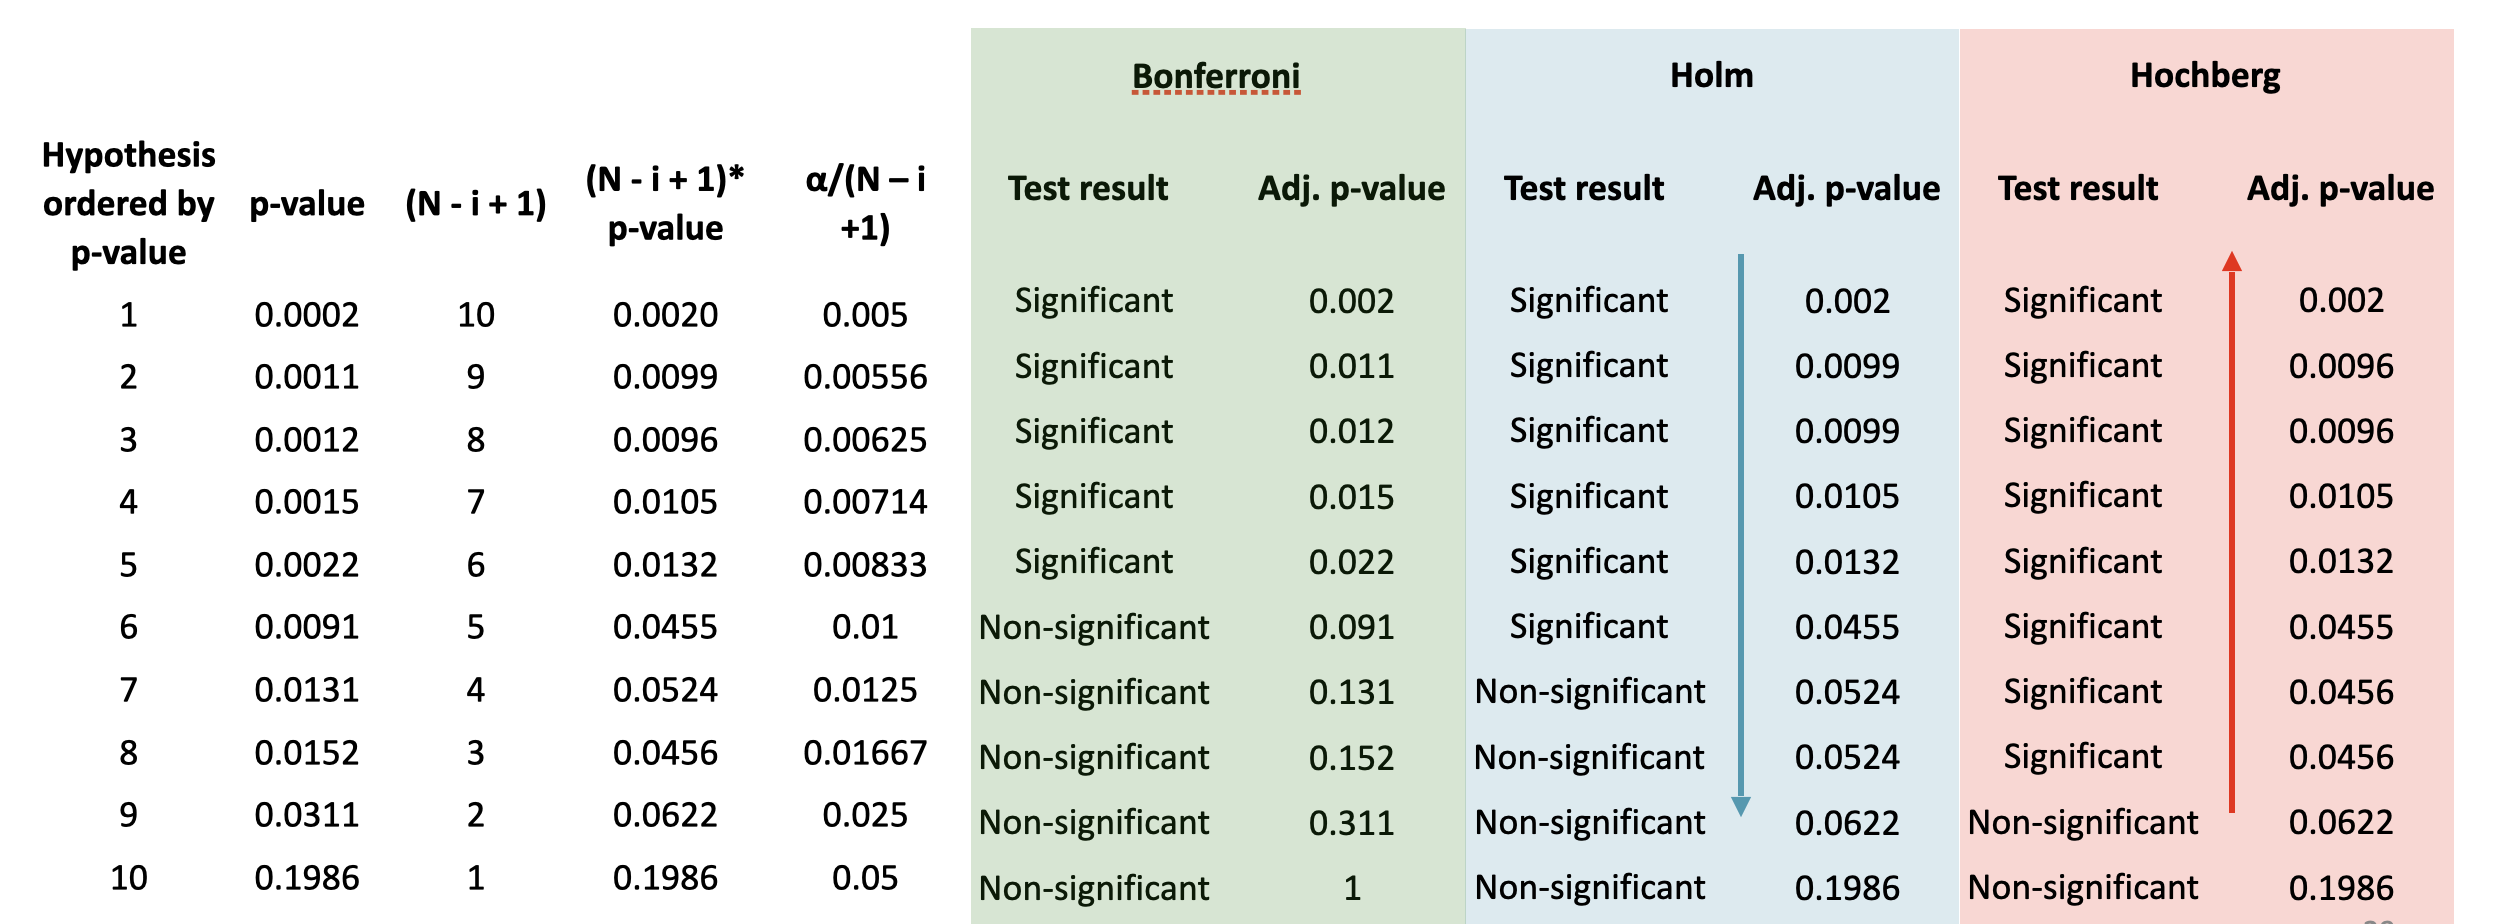 Bonferroni Holm Hochberg
Hypothesis ordered by p-value p-value (N - i + 1) (N - i + 1)* p-value α/(N – i +1) Test result Adj. p-value Test result Adj. p-value Test result Adj. p-value
1 0.0002 10 0.0020 0.005 Significant 0.002 Significant 0.002 Significant 0.002
2 0.0011 9 0.0099 0.00556 Significant 0.011 Significant 0.0099 Significant 0.0096
3 0.0012 8 0.0096 0.00625 Significant 0.012 Significant 0.0099 Significant 0.0096
4 0.0015 7 0.0105 0.00714 Significant 0.015 Significant 0.0105 Significant 0.0105
5 0.0022 6 0.0132 0.00833 Significant 0.022 Significant 0.0132 Significant 0.0132
6 0.0091 5 0.0455 0.01 Non-significant 0.091 Significant 0.0455 Significant 0.0455
7 0.0131 4 0.0524 0.0125 Non-significant 0.131 Non-significant 0.0524 Significant 0.0456
8 0.0152 3 0.0456 0.01667 Non-significant 0.152 Non-significant 0.0524 Significant 0.0456
9 0.0311 2 0.0622 0.025 Non-significant 0.311 Non-significant 0.0622 Non-significant 0.0622
10 0.1986 1 0.1986 0.05 Non-significant 1 Non-significant 0.1986 Non-significant 0.1986